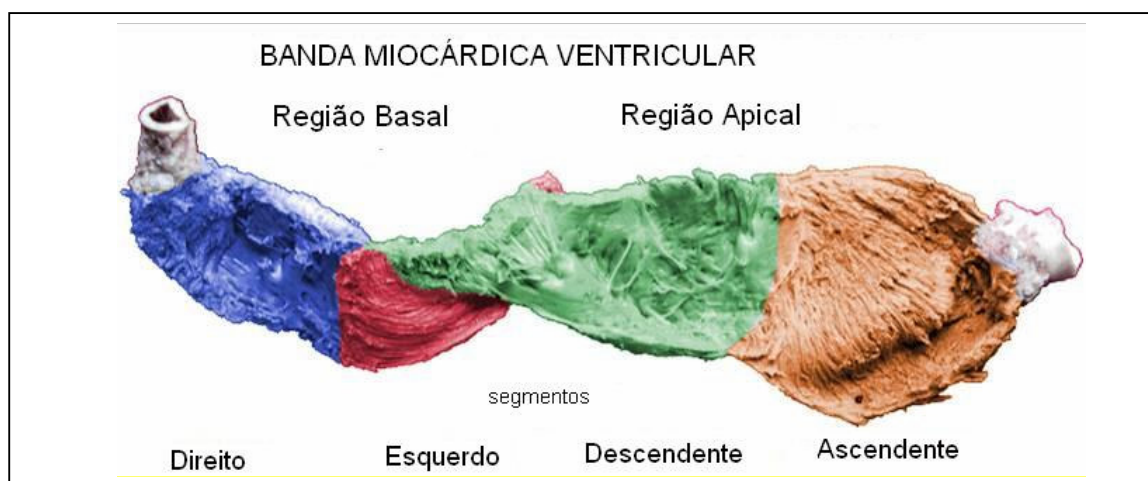 BANDA MIOCÁRDICA VENTRICULAR
Região Basal Região Apical
segmentos
Direito Esquerdo Descendente Ascendente